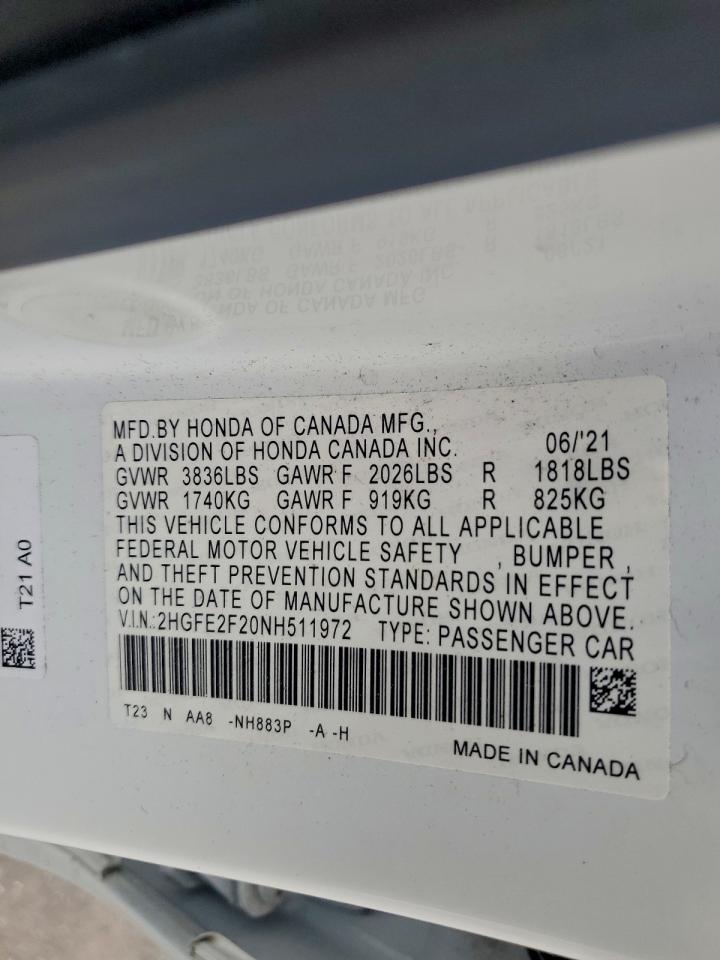 MFD.BY HONDA OF CANADA MFG.,
A DIVISION OF HONDA CANADA INC. 06/'21
GVWR 3836LBS GAWR F 2026LBS R 1818LBS
GVWR 1740KG GAWR F 919KG R 825KG
THIS VEHICLE CONFORMS TO ALL APPLICABLE
FEDERAL MOTOR VEHICLE SAFETY , BUMPER ,
AND THEFT PREVENTION STANDARDS IN EFFECT
ON THE DATE OF MANUFACTURE SHOWN ABOVE.
V.I.N.:2HGFE2F20NH511972 TYPE: PASSENGER CAR
T23 N AA8 -NH883P -A -H
MADE IN CANADA
T21 A0